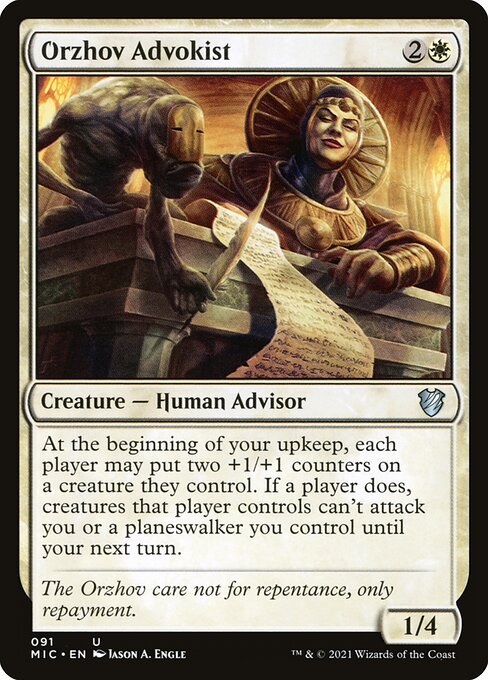 Orzhov Advokist 2
Creature — Human Advisor
At the beginning of your upkeep, each
player may put two +1/+1 counters on
a creature they control. If a player does,
creatures that player controls can't attack
you or a planeswalker you control until
your next turn.
The Orzhov care not for repentance, only
repayment.
1/4
091 U
MIC • EN Jason A. Engle ™ & © 2021 Wizards of the Coast